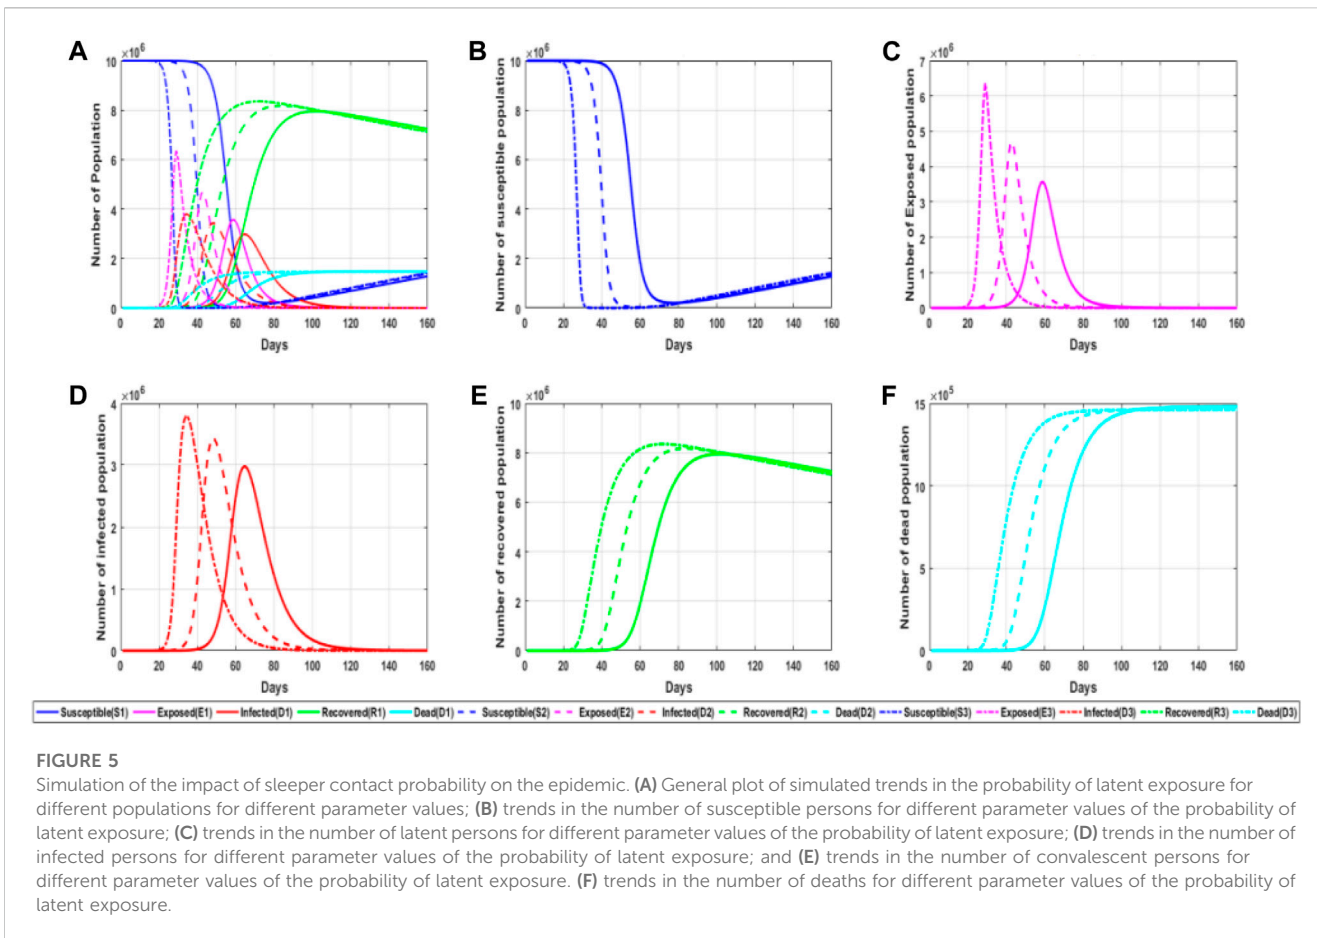 A
×10⁶
10
8
6
4
2
0
Number of Population
0 20 40 60 80 100 120 140 160
Days
B
×10⁶
10
8
6
4
2
0
Number of susceptible population
0 20 40 60 80 100 120 140 160
Days
C
×10⁶
7
6
5
4
3
2
1
0
Number of Exposed population
0 20 40 60 80 100 120 140 160
Days
D
×10⁶
4
3
2
1
0
Number of infected population
0 20 40 60 80 100 120 140 160
Days
E
×10⁶
10
8
6
4
2
0
Number of recovered population
0 20 40 60 80 100 120 140 160
Days
F
×10⁵
15
10
5
0
Number of dead population
0 20 40 60 80 100 120 140 160
Days
Susceptible(S1) Exposed(E1) Infected(D1) Recovered(R1) Dead(D1) Susceptible(S2) Exposed(E2) Infected(D2) Recovered(R2) Dead(D2) Susceptible(S3) Exposed(E3) Infected(D3) Recovered(R3) Dead(D3)
FIGURE 5
Simulation of the impact of sleeper contact probability on the epidemic. (A) General plot of simulated trends in the probability of latent exposure for
different populations for different parameter values; (B) trends in the number of susceptible persons for different parameter values of the probability of
latent exposure; (C) trends in the number of latent persons for different parameter values of the probability of latent exposure; (D) trends in the number of
infected persons for different parameter values of the probability of latent exposure; and (E) trends in the number of convalescent persons for
different parameter values of the probability of latent exposure. (F) trends in the number of deaths for different parameter values of the probability of
latent exposure.